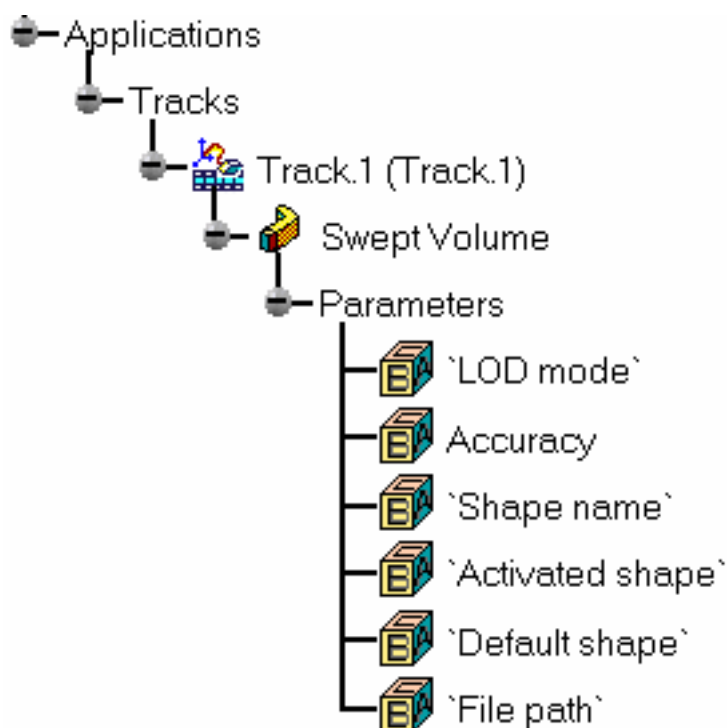 Applications
Tracks
Track.1 (Track.1)
Swept Volume
Parameters
`LOD mode`
Accuracy
`Shape name`
`Activated shape`
`Default shape`
`File path`